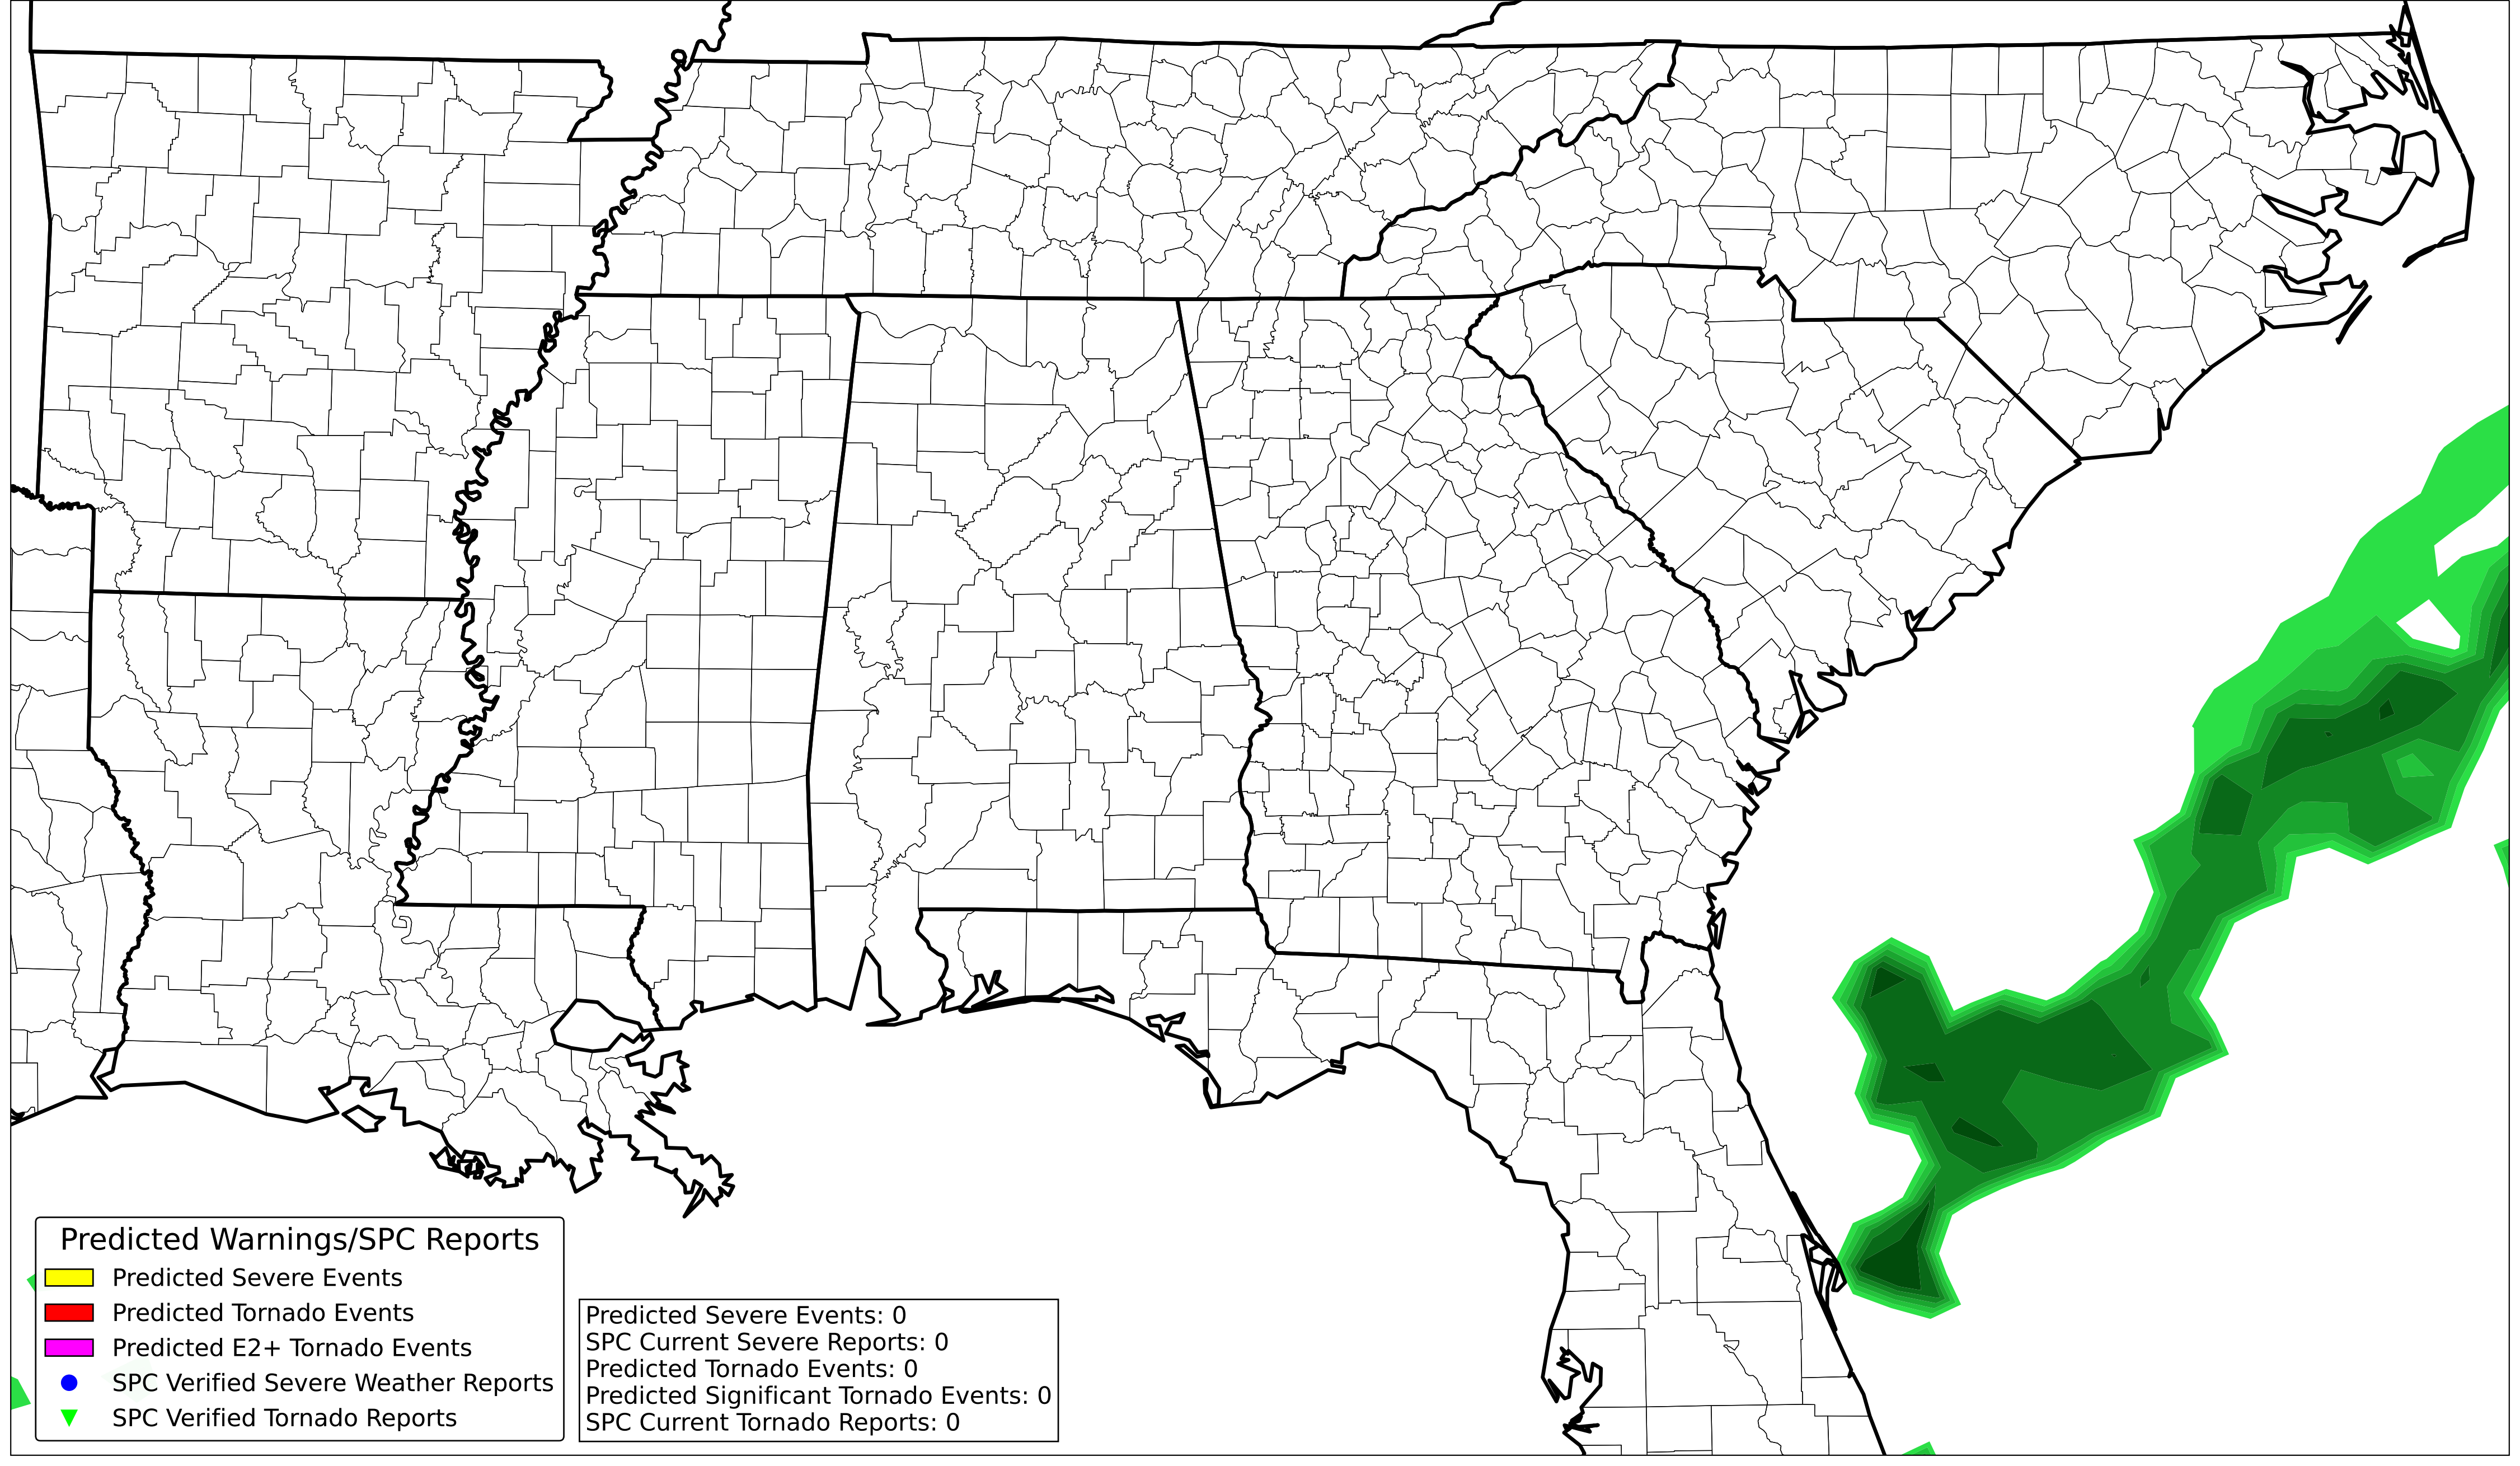 Predicted Warnings/SPC Reports
Predicted Severe Events
Predicted Tornado Events
Predicted E2+ Tornado Events
SPC Verified Severe Weather Reports
SPC Verified Tornado Reports
Predicted Severe Events: 0
SPC Current Severe Reports: 0
Predicted Tornado Events: 0
Predicted Significant Tornado Events: 0
SPC Current Tornado Reports: 0